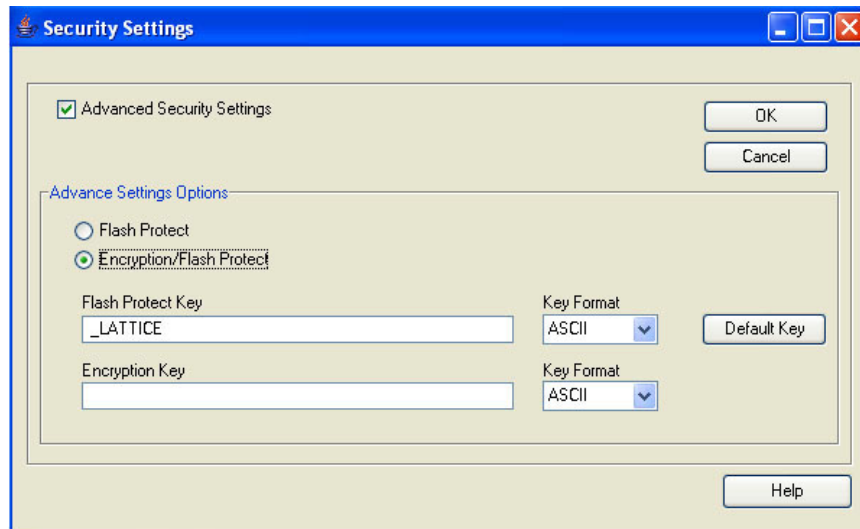 Security Settings
Advanced Security Settings
OK
Cancel
Advance Settings Options
Flash Protect
Encryption/Flash Protect
Flash Protect Key
Key Format
_LATTICE
ASCII
Default Key
Encryption Key
Key Format
ASCII
Help